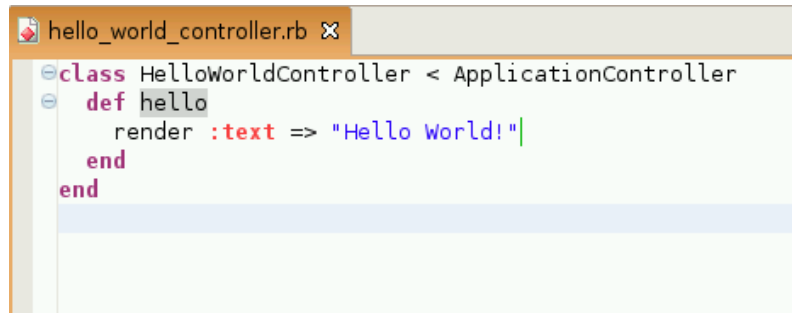 hello_world_controller.rb
class HelloWorldController < ApplicationController
  def hello
    render :text => "Hello World!"
  end
end